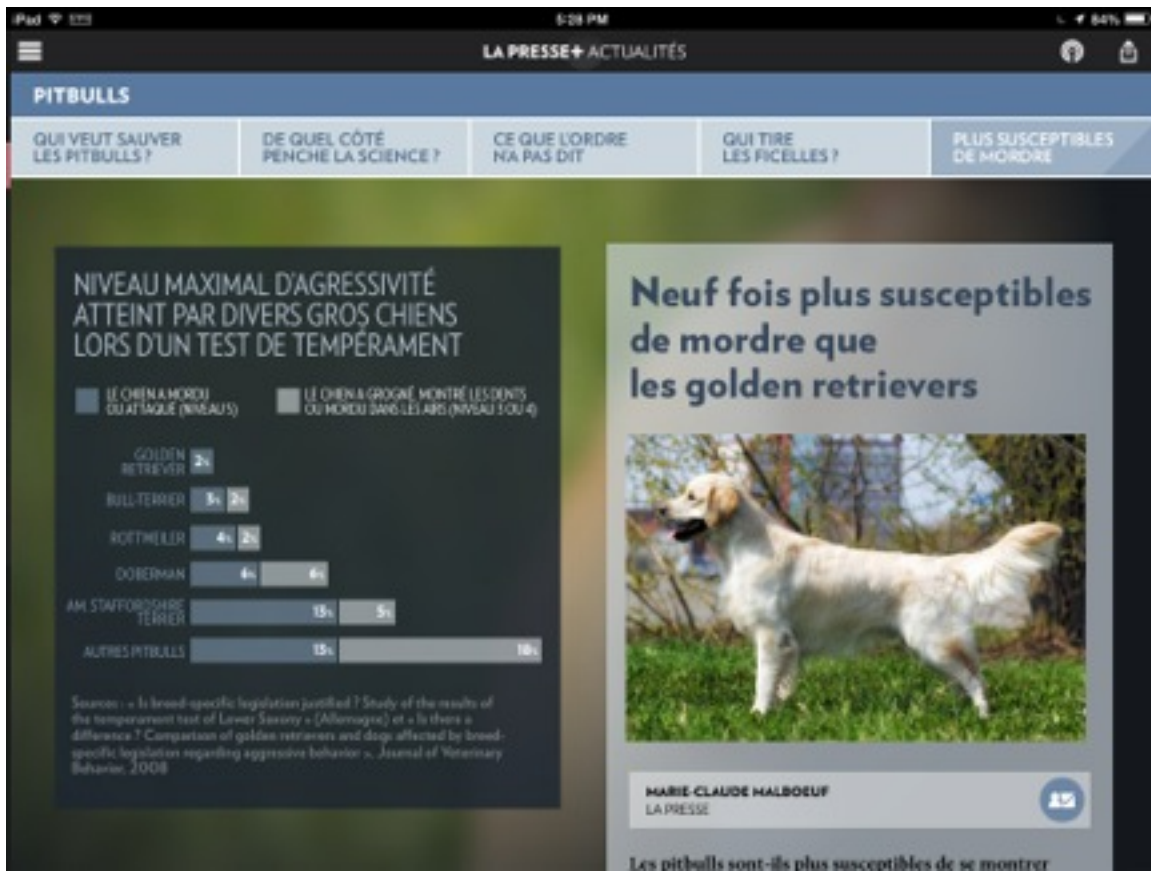 iPad
5:28 PM
84%
LA PRESSE+ ACTUALITÉS
PITBULLS
QUI VEUT SAUVER
LES PITBULLS ?
DE QUEL CÔTÉ
PENCHE LA SCIENCE ?
CE QUE L'ORDRE
N'A PAS DIT
QUI TIRE
LES FICELLES ?
PLUS SUSCEPTIBLES
DE MORDRE
NIVEAU MAXIMAL D'AGRESSIVITÉ
ATTEINT PAR DIVERS GROS CHIENS
LORS D'UN TEST DE TEMPÉRAMENT
LE CHIEN A MORDU
OU ATTAQUÉ (NIVEAU 5)
LE CHIEN A GROGNÉ, MONTRÉ LES DENTS
OU MORDU DANS LES AIRS (NIVEAU 3 OU 4)
GOLDEN
RETRIEVER
2%
BULL-TERRIER
2%
ROTTWEILER
4% 2%
DOBERMAN
6% 6%
AM. STAFFORDSHIRE
TERRIER
13% 5%
AUTRES PITBULLS
13% 18%
Sources : « Is breed-specific legislation justified ? Study of the results of
the temperament test of Lower Saxony » (Allemagne) et « Is there a
difference ? Comparison of golden retrievers and dogs affected by breed-
specific legislation regarding aggressive behavior ». Journal of Veterinary
Behavior, 2008
Neuf fois plus susceptibles
de mordre que
les golden retrievers
MARIE-CLAUDE MALBOEUF
LA PRESSE
Les pitbulls sont-ils plus susceptibles de se montrer